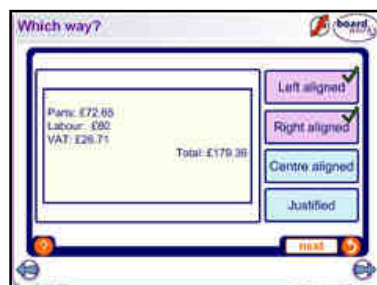 Which way?
boardworks
Parts: £72.65
Labour: £80
VAT: £26.71
Total: £179.36
Left aligned
Right aligned
Centre aligned
Justified
?
next